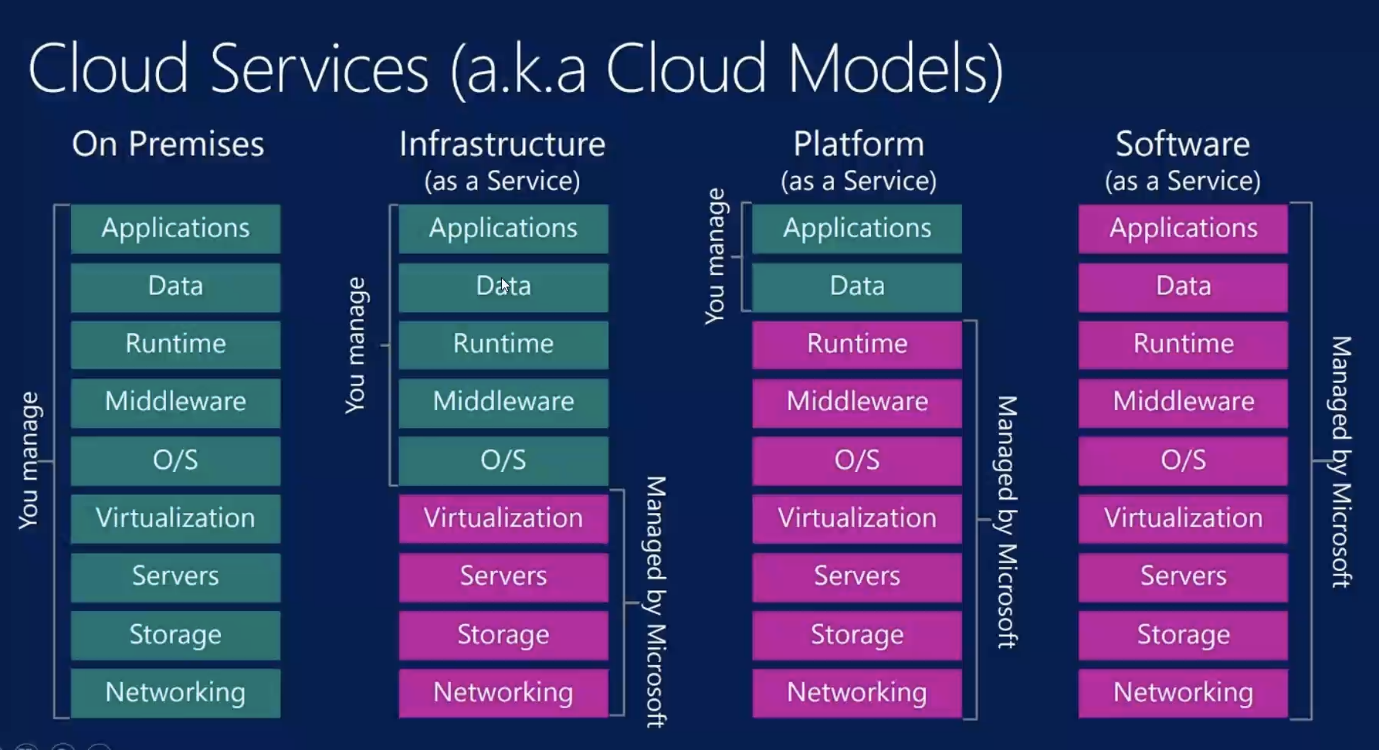 Cloud Services (a.k.a Cloud Models)
On Premises
You manage
Applications
Data
Runtime
Middleware
O/S
Virtualization
Servers
Storage
Networking
Infrastructure
(as a Service)
You manage
Applications
Data
Runtime
Middleware
O/S
Virtualization
Servers
Storage
Networking
Managed by Microsoft
Platform
(as a Service)
You manage
Applications
Data
Runtime
Middleware
O/S
Virtualization
Servers
Storage
Networking
Managed by Microsoft
Software
(as a Service)
Applications
Data
Runtime
Middleware
O/S
Virtualization
Servers
Storage
Networking
Managed by Microsoft